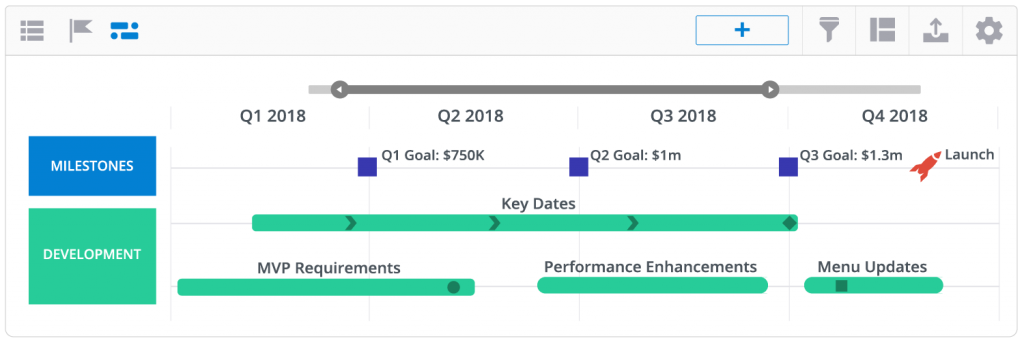 Q1 2018
Q2 2018
Q3 2018
Q4 2018
MILESTONES
Q1 Goal: $750K
Q2 Goal: $1m
Q3 Goal: $1.3m
Launch
DEVELOPMENT
Key Dates
MVP Requirements
Performance Enhancements
Menu Updates